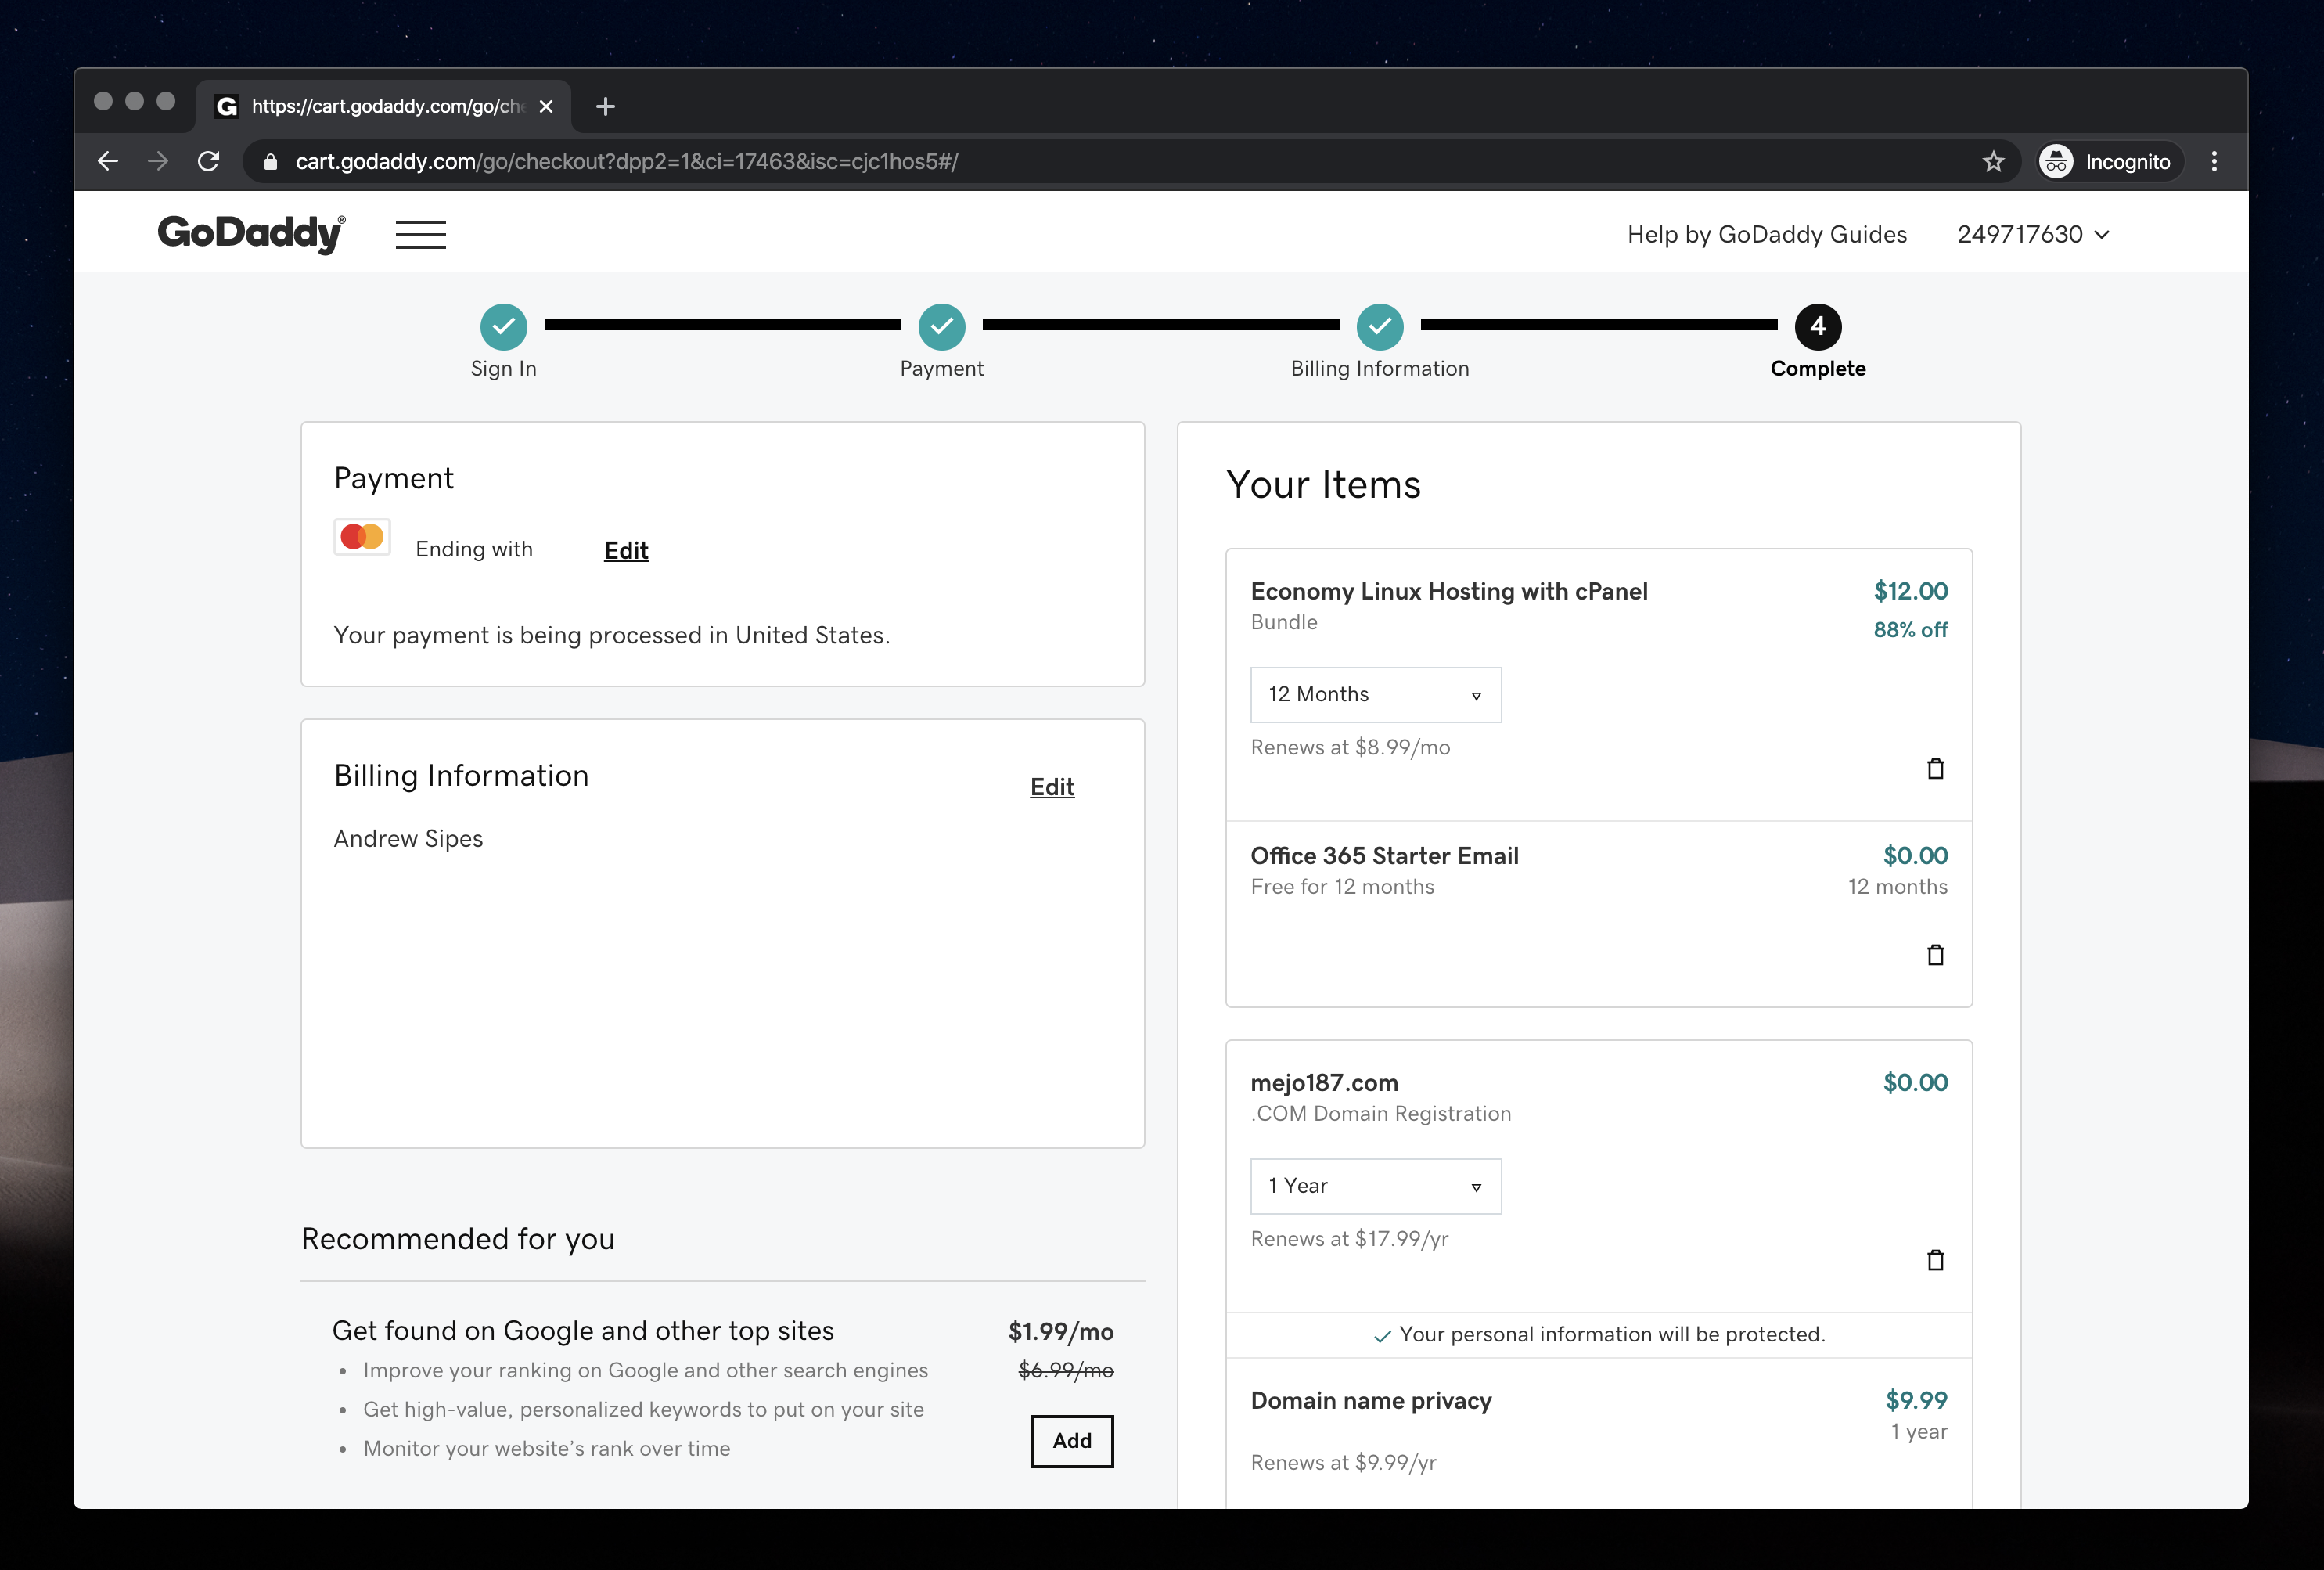 https://cart.godaddy.com/go/che
cart.godaddy.com/go/checkout?dpp2=1&ci=17463&isc=cjc1hos5#/
Incognito
GoDaddy®
Help by GoDaddy Guides
249717630
4
Sign In
Payment
Billing Information
Complete
Payment
Ending with
Edit
Your payment is being processed in United States.
Billing Information
Edit
Andrew Sipes
Recommended for you
Get found on Google and other top sites
$1.99/mo
• Improve your ranking on Google and other search engines
$6.99/mo
• Get high-value, personalized keywords to put on your site
• Monitor your website's rank over time
Add
Your Items
Economy Linux Hosting with cPanel
$12.00
Bundle
88% off
12 Months
Renews at $8.99/mo
Office 365 Starter Email
$0.00
Free for 12 months
12 months
mejo187.com
$0.00
.COM Domain Registration
1 Year
Renews at $17.99/yr
Your personal information will be protected.
Domain name privacy
$9.99
1 year
Renews at $9.99/yr